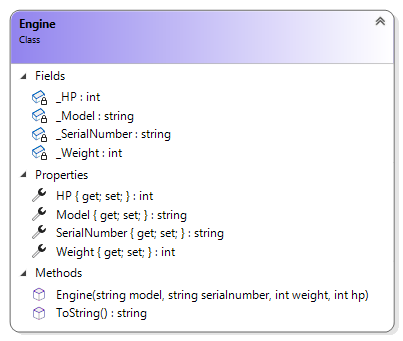 Engine
Class
Fields
_HP : int
_Model : string
_SerialNumber : string
_Weight : int
Properties
HP { get; set; } : int
Model { get; set; } : string
SerialNumber { get; set; } : string
Weight { get; set; } : int
Methods
Engine(string model, string serialnumber, int weight, int hp)
ToString() : string